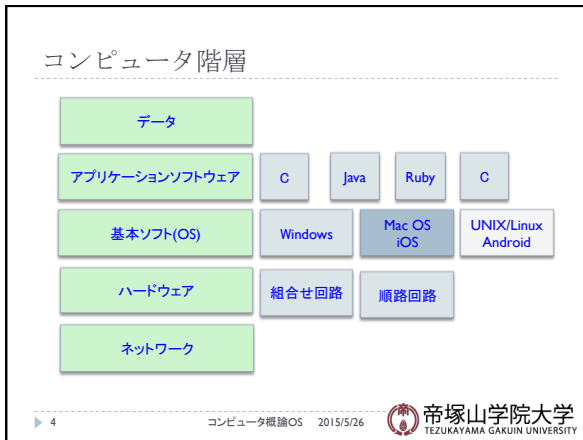 コンピュータ階層
データ
アプリケーションソフトウェア C Java Ruby C
基本ソフト(OS) Windows Mac OS UNIX/Linux
iOS Android
ハードウェア 組合せ回路 順路回路
ネットワーク
4 コンピュータ概論OS 2015/5/26 帝塚山学院大学
TEZUKAYAMA GAKUIN UNIVERSITY